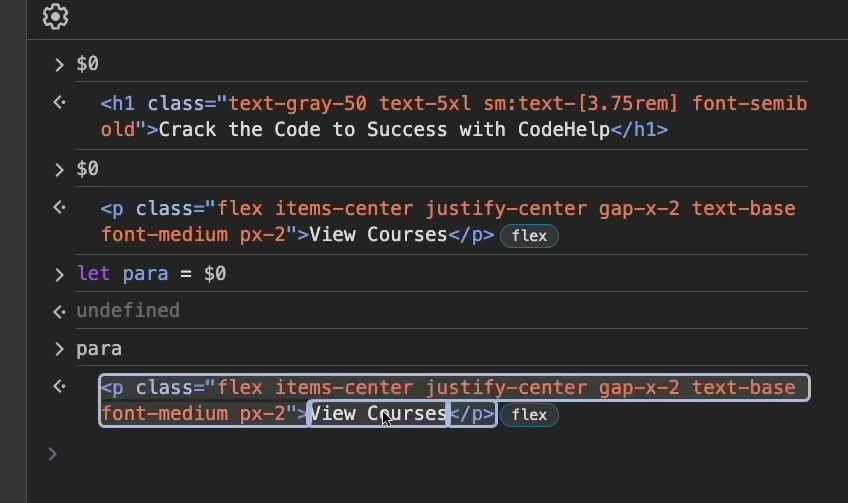 $0
<h1 class="text-gray-50 text-5xl sm:text-[3.75rem] font-semib
old">Crack the Code to Success with CodeHelp</h1>
$0
<p class="flex items-center justify-center gap-x-2 text-base
font-medium px-2">View Courses</p> flex
let para = $0
undefined
para
<p class="flex items-center justify-center gap-x-2 text-base
font-medium px-2">View Courses</p> flex